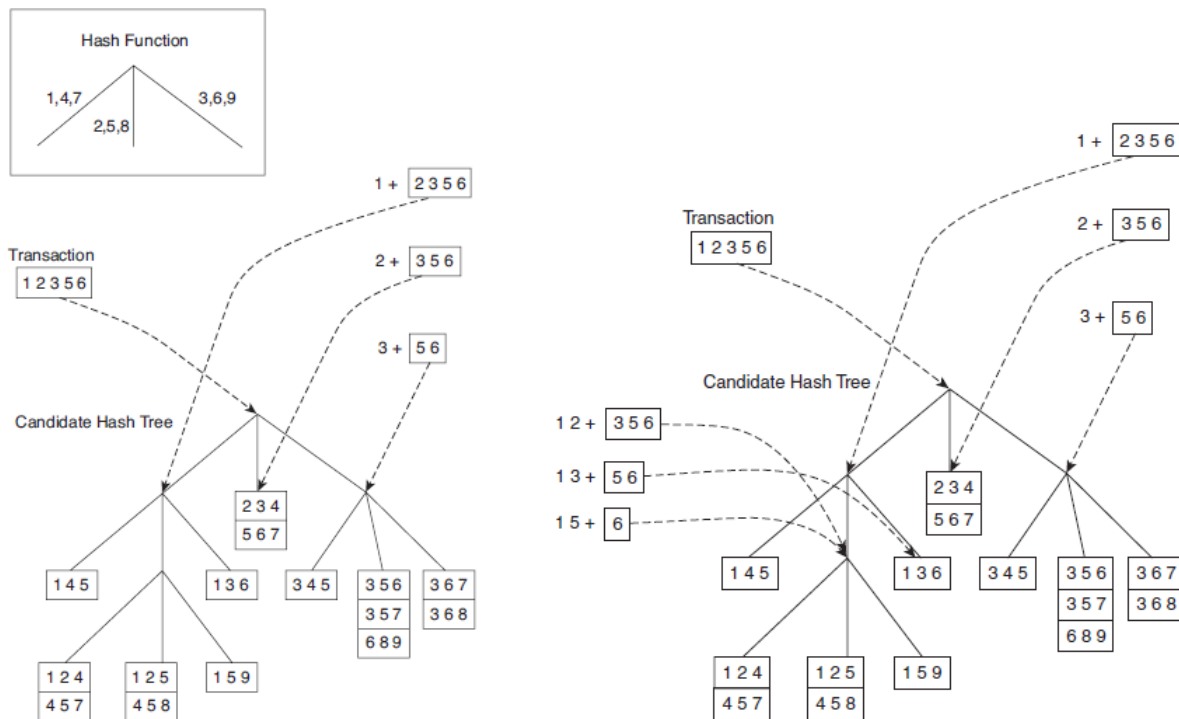 Hash Function
1,4,7
3,6,9
2,5,8
1 + 2 3 5 6
Transaction
1 2 3 5 6
2 + 3 5 6
3 + 5 6
Candidate Hash Tree
2 3 4
5 6 7
1 4 5
1 3 6
3 4 5
3 5 6
3 5 7
6 8 9
3 6 7
3 6 8
1 2 4
4 5 7
1 2 5
4 5 8
1 5 9
1 + 2 3 5 6
Transaction
1 2 3 5 6
2 + 3 5 6
3 + 5 6
Candidate Hash Tree
1 2 + 3 5 6
1 3 + 5 6
1 5 + 6
2 3 4
5 6 7
1 4 5
1 3 6
3 4 5
3 5 6
3 5 7
6 8 9
3 6 7
3 6 8
1 2 4
4 5 7
1 2 5
4 5 8
1 5 9